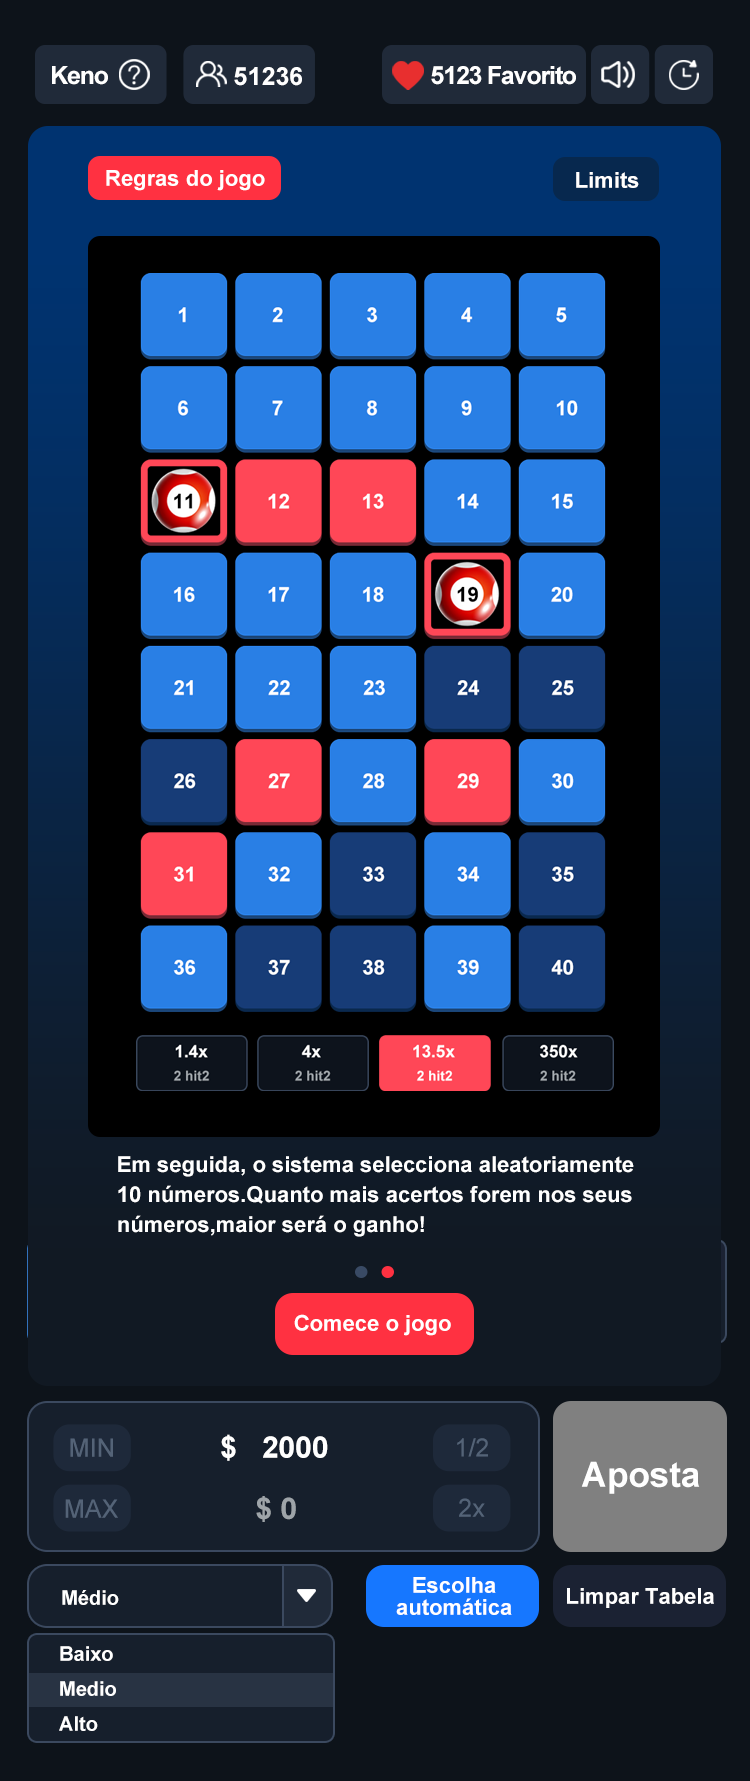 Keno ? 51236 5123 Favorito
Regras do jogo Limits
1 2 3 4 5
6 7 8 9 10
11 12 13 14 15
16 17 18 19 20
21 22 23 24 25
26 27 28 29 30
31 32 33 34 35
36 37 38 39 40
1.4x 4x 13.5x 350x
2 hit2 2 hit2 2 hit2 2 hit2
Em seguida, o sistema selecciona aleatoriamente
10 números.Quanto mais acertos forem nos seus
números,maior será o ganho!
Comece o jogo
MIN $ 2000 1/2
MAX $ 0 2x
Aposta
Médio
Escolha
automática
Limpar Tabela
Baixo
Medio
Alto